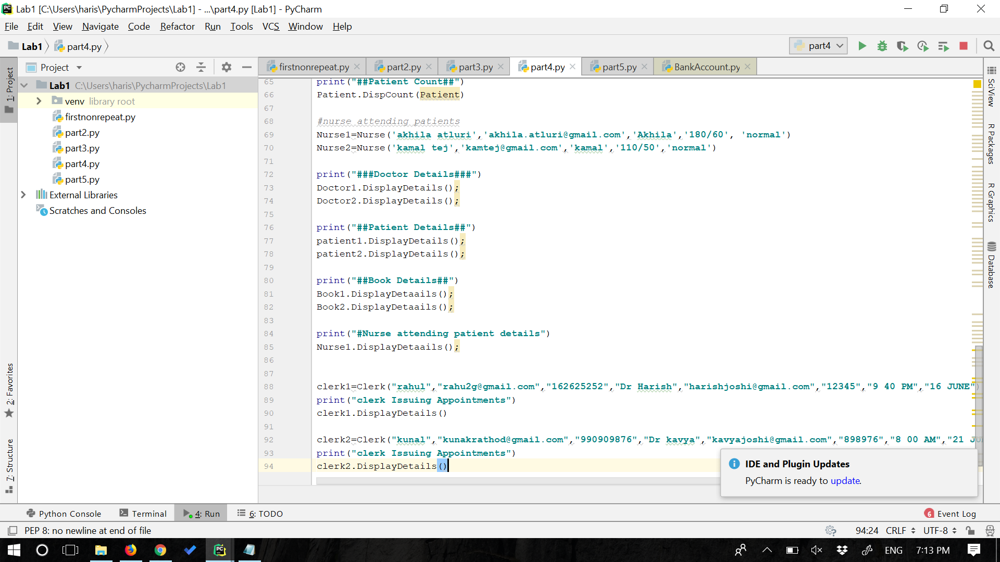 Lab1 [C:\Users\haris\PycharmProjects\Lab1] - ...\part4.py [Lab1] - PyCharm
File Edit View Navigate Code Refactor Run Tools VCS Window Help
Lab1 part4.py part4
Project
firstnonrepeat.py part2.py part3.py part4.py part5.py BankAccount.py
1: Project
Lab1 C:\Users\haris\PycharmProjects\Lab1
venv library root
firstnonrepeat.py
part2.py
part3.py
part4.py
part5.py
External Libraries
Scratches and Consoles
2: Favorites
7: Structure
65 print("##Patient Count##")
66 Patient.DispCount(Patient)
67
68 #nurse attending patients
69 Nurse1=Nurse('akhila atluri','akhila.atluri@gmail.com','Akhila','180/60', 'normal')
70 Nurse2=Nurse('kamal tej','kamtej@gmail.com','kamal','110/50','normal')
71
72 print("###Doctor Details###")
73 Doctor1.DisplayDetails();
74 Doctor2.DisplayDetails();
75
76 print("##Patient Details##")
77 patient1.DisplayDetails();
78 patient2.DisplayDetails();
79
80 print("##Book Details##")
81 Book1.DisplayDetaails();
82 Book2.DisplayDetaails();
83
84 print("#Nurse attending patient details")
85 Nurse1.DisplayDetaails();
86
87
88 clerk1=Clerk("rahul","rahu2g@gmail.com","162625252","Dr Harish","harishjoshi@gmail.com","12345","9 40 PM","16 JUNE")
89 print("clerk Issuing Appointments")
90 clerk1.DisplayDetails()
91
92 clerk2=Clerk("kunal","kunakrathod@gmail.com","990909876","Dr kavya","kavyajoshi@gmail.com","898976","8 00 AM","21 JU
93 print("clerk Issuing Appointments")
94 clerk2.DisplayDetails()
SciView
R Packages
R Graphics
Database
IDE and Plugin Updates
PyCharm is ready to update.
Python Console Terminal 4: Run 6: TODO 6 Event Log
PEP 8: no newline at end of file 94:24 CRLF UTF-8
ENG 7:13 PM